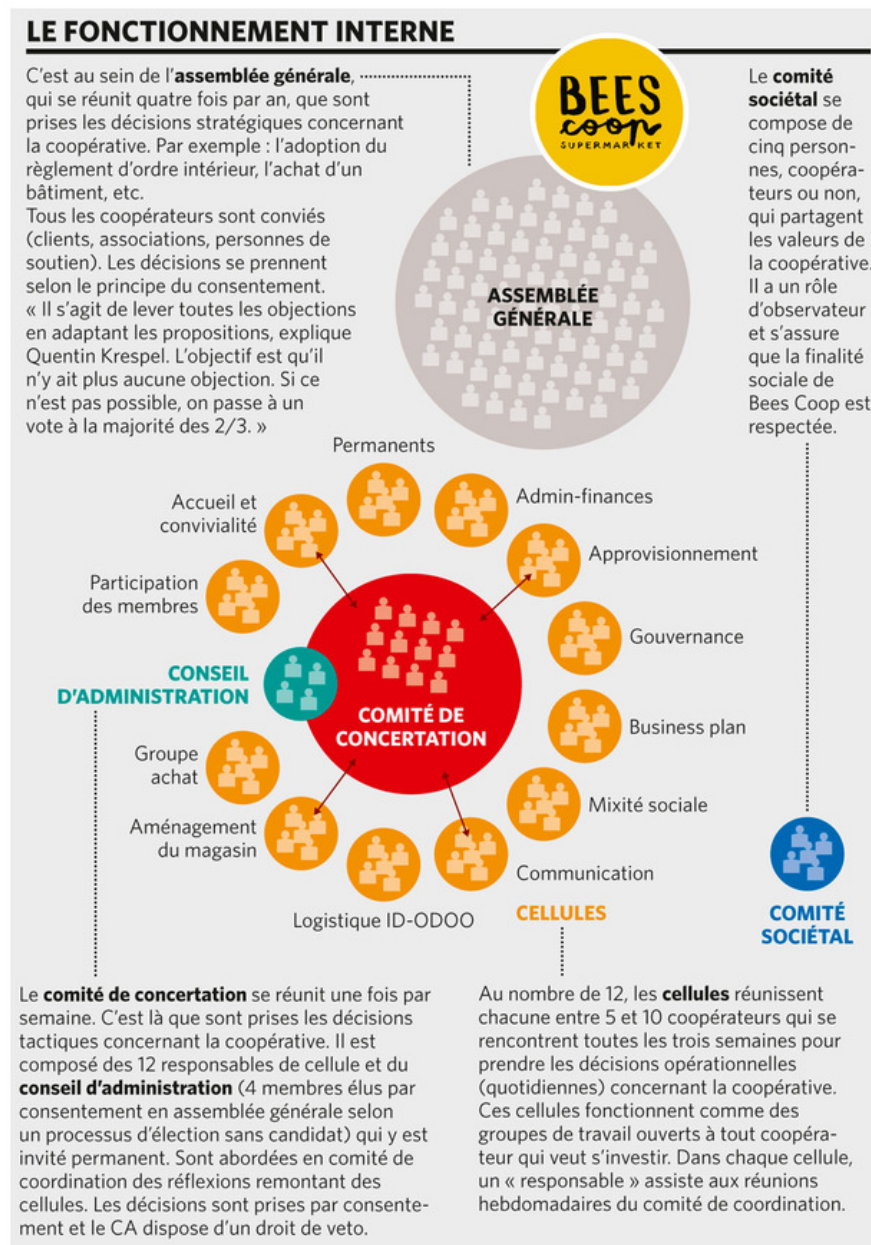 LE FONCTIONNEMENT INTERNE
C'est au sein de l'assemblée générale,
qui se réunit quatre fois par an, que sont
prises les décisions stratégiques concernant
la coopérative. Par exemple : l'adoption du
règlement d'ordre intérieur, l'achat d'un
bâtiment, etc.
Tous les coopérateurs sont conviés
(clients, associations, personnes de
soutien). Les décisions se prennent
selon le principe du consentement.
« Il s'agit de lever toutes les objections
en adaptant les propositions, explique
Quentin Krespel. L'objectif est qu'il
n'y ait plus aucune objection. Si ce
n'est pas possible, on passe à un
vote à la majorité des 2/3. »
BEES
coop
SUPERMARKET
ASSEMBLÉE
GÉNÉRALE
Le comité
sociétal se
compose de
cinq person-
nes, coopéra-
teurs ou non,
qui partagent
les valeurs de
la coopérative.
Il a un rôle
d'observateur
et s'assure
que la finalité
sociale de
Bees Coop est
respectée.
Permanents
Accueil et
convivialité
Admin-finances
Approvisionnement
Participation
des membres
Gouvernance
CONSEIL
D'ADMINISTRATION
COMITÉ DE
CONCERTATION
Business plan
Groupe
achat
Mixité sociale
Aménagement
du magasin
Communication
Logistique ID-ODOO
CELLULES
COMITÉ
SOCIÉTAL
Le comité de concertation se réunit une fois par
semaine. C'est là que sont prises les décisions
tactiques concernant la coopérative. Il est
composé des 12 responsables de cellule et du
conseil d'administration (4 membres élus par
consentement en assemblée générale selon
un processus d'élection sans candidat) qui y est
invité permanent. Sont abordées en comité de
coordination des réflexions remontant des
cellules. Les décisions sont prises par consente-
ment et le CA dispose d'un droit de veto.
Au nombre de 12, les cellules réunissent
chacune entre 5 et 10 coopérateurs qui se
rencontrent toutes les trois semaines pour
prendre les décisions opérationnelles
(quotidiennes) concernant la coopérative.
Ces cellules fonctionnent comme des
groupes de travail ouverts à tout coopéra-
teur qui veut s'investir. Dans chaque cellule,
un « responsable » assiste aux réunions
hebdomadaires du comité de coordination.